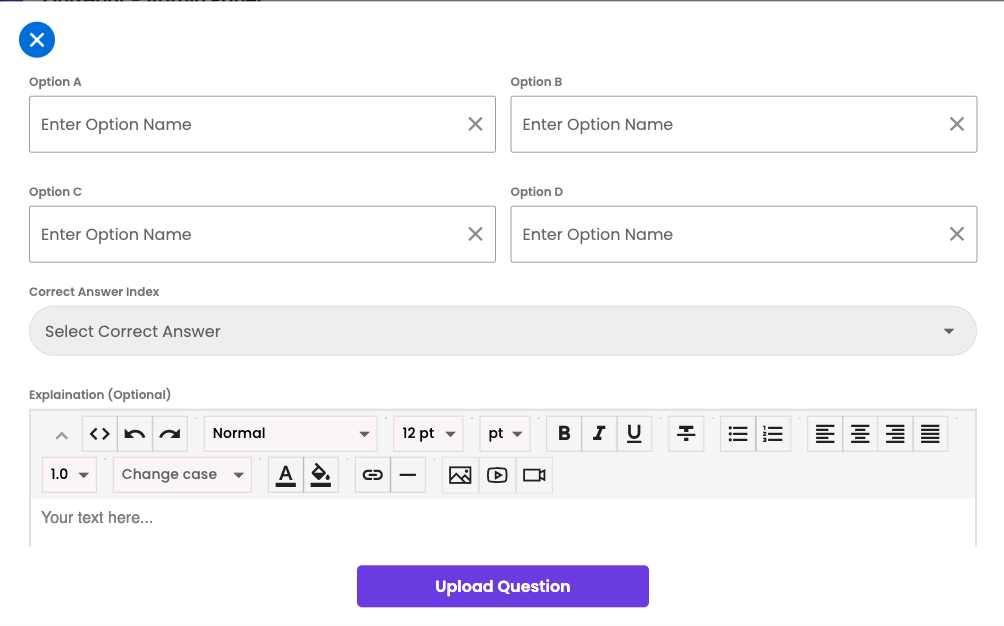 Option A
Option B
Enter Option Name
Enter Option Name
Option C
Option D
Enter Option Name
Enter Option Name
Correct Answer Index
Select Correct Answer
Explaination (Optional)
Normal 12 pt pt B I U
1.0 Change case A
Your text here...
Upload Question